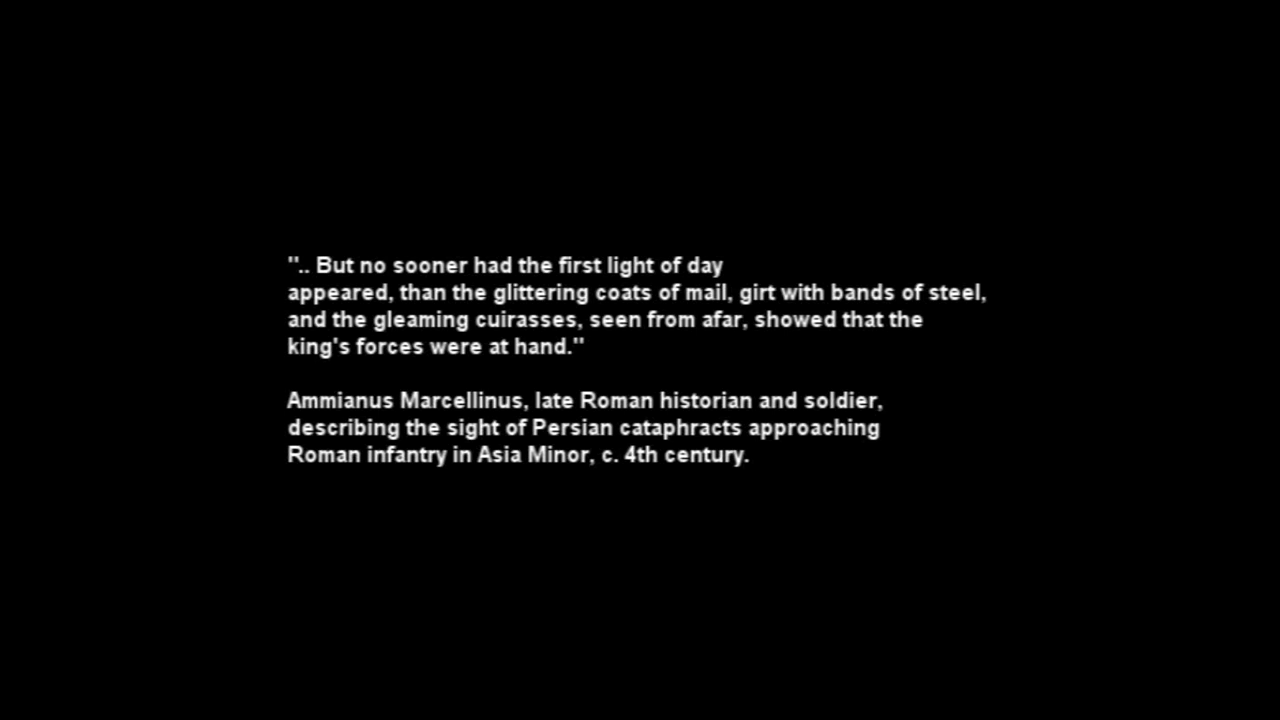 ".. But no sooner had the first light of day
appeared, than the glittering coats of mail, girt with bands of steel,
and the gleaming cuirasses, seen from afar, showed that the
king's forces were at hand."
Ammianus Marcellinus, late Roman historian and soldier,
describing the sight of Persian cataphracts approaching
Roman infantry in Asia Minor, c. 4th century.